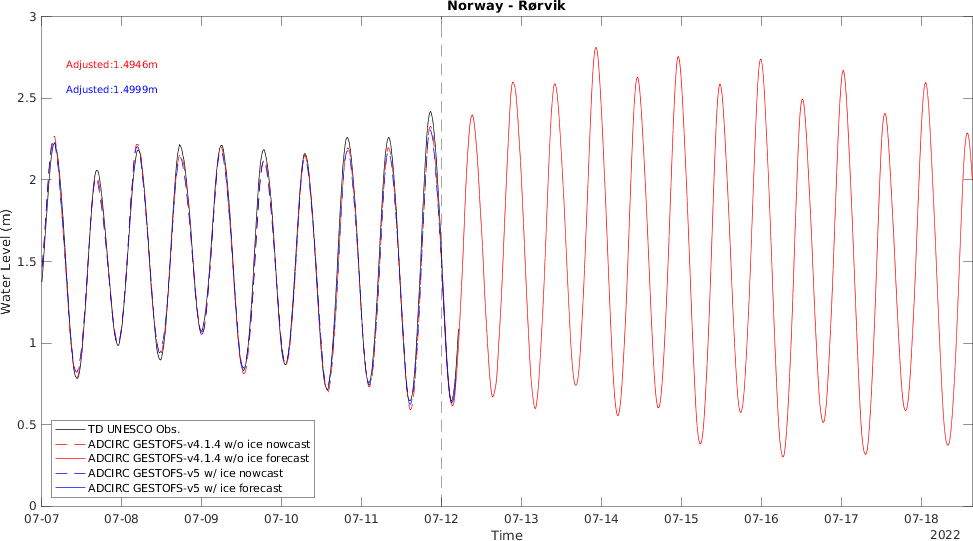 Norway - Rørvik
3
Adjusted:1.4946m
Adjusted:1.4999m
2.5
2
1.5
1
0.5
0
Water Level (m)
TD UNESCO Obs.
ADCIRC GESTOFS-v4.1.4 w/o ice nowcast
ADCIRC GESTOFS-v4.1.4 w/o ice forecast
ADCIRC GESTOFS-v5 w/ ice nowcast
ADCIRC GESTOFS-v5 w/ ice forecast
07-07 07-08 07-09 07-10 07-11 07-12 07-13 07-14 07-15 07-16 07-17 07-18
Time
2022